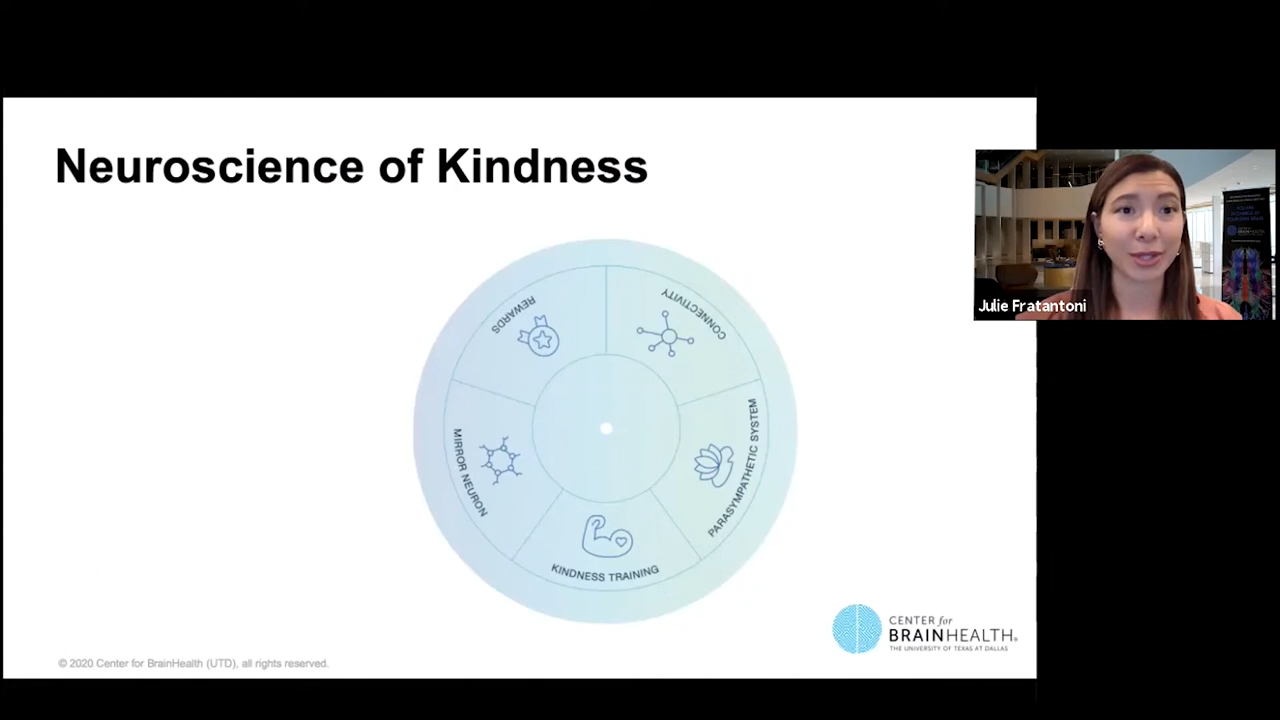 Neuroscience of Kindness
REWARDS
CONNECTIVITY
MIRROR NEURON
PARASYMPATHETIC SYSTEM
KINDNESS TRAINING
Julie Fratantoni
CENTER for
BRAINHEALTH®
THE UNIVERSITY OF TEXAS AT DALLAS
© 2020 Center for BrainHealth (UTD), all rights reserved.
BRAINHEALTH